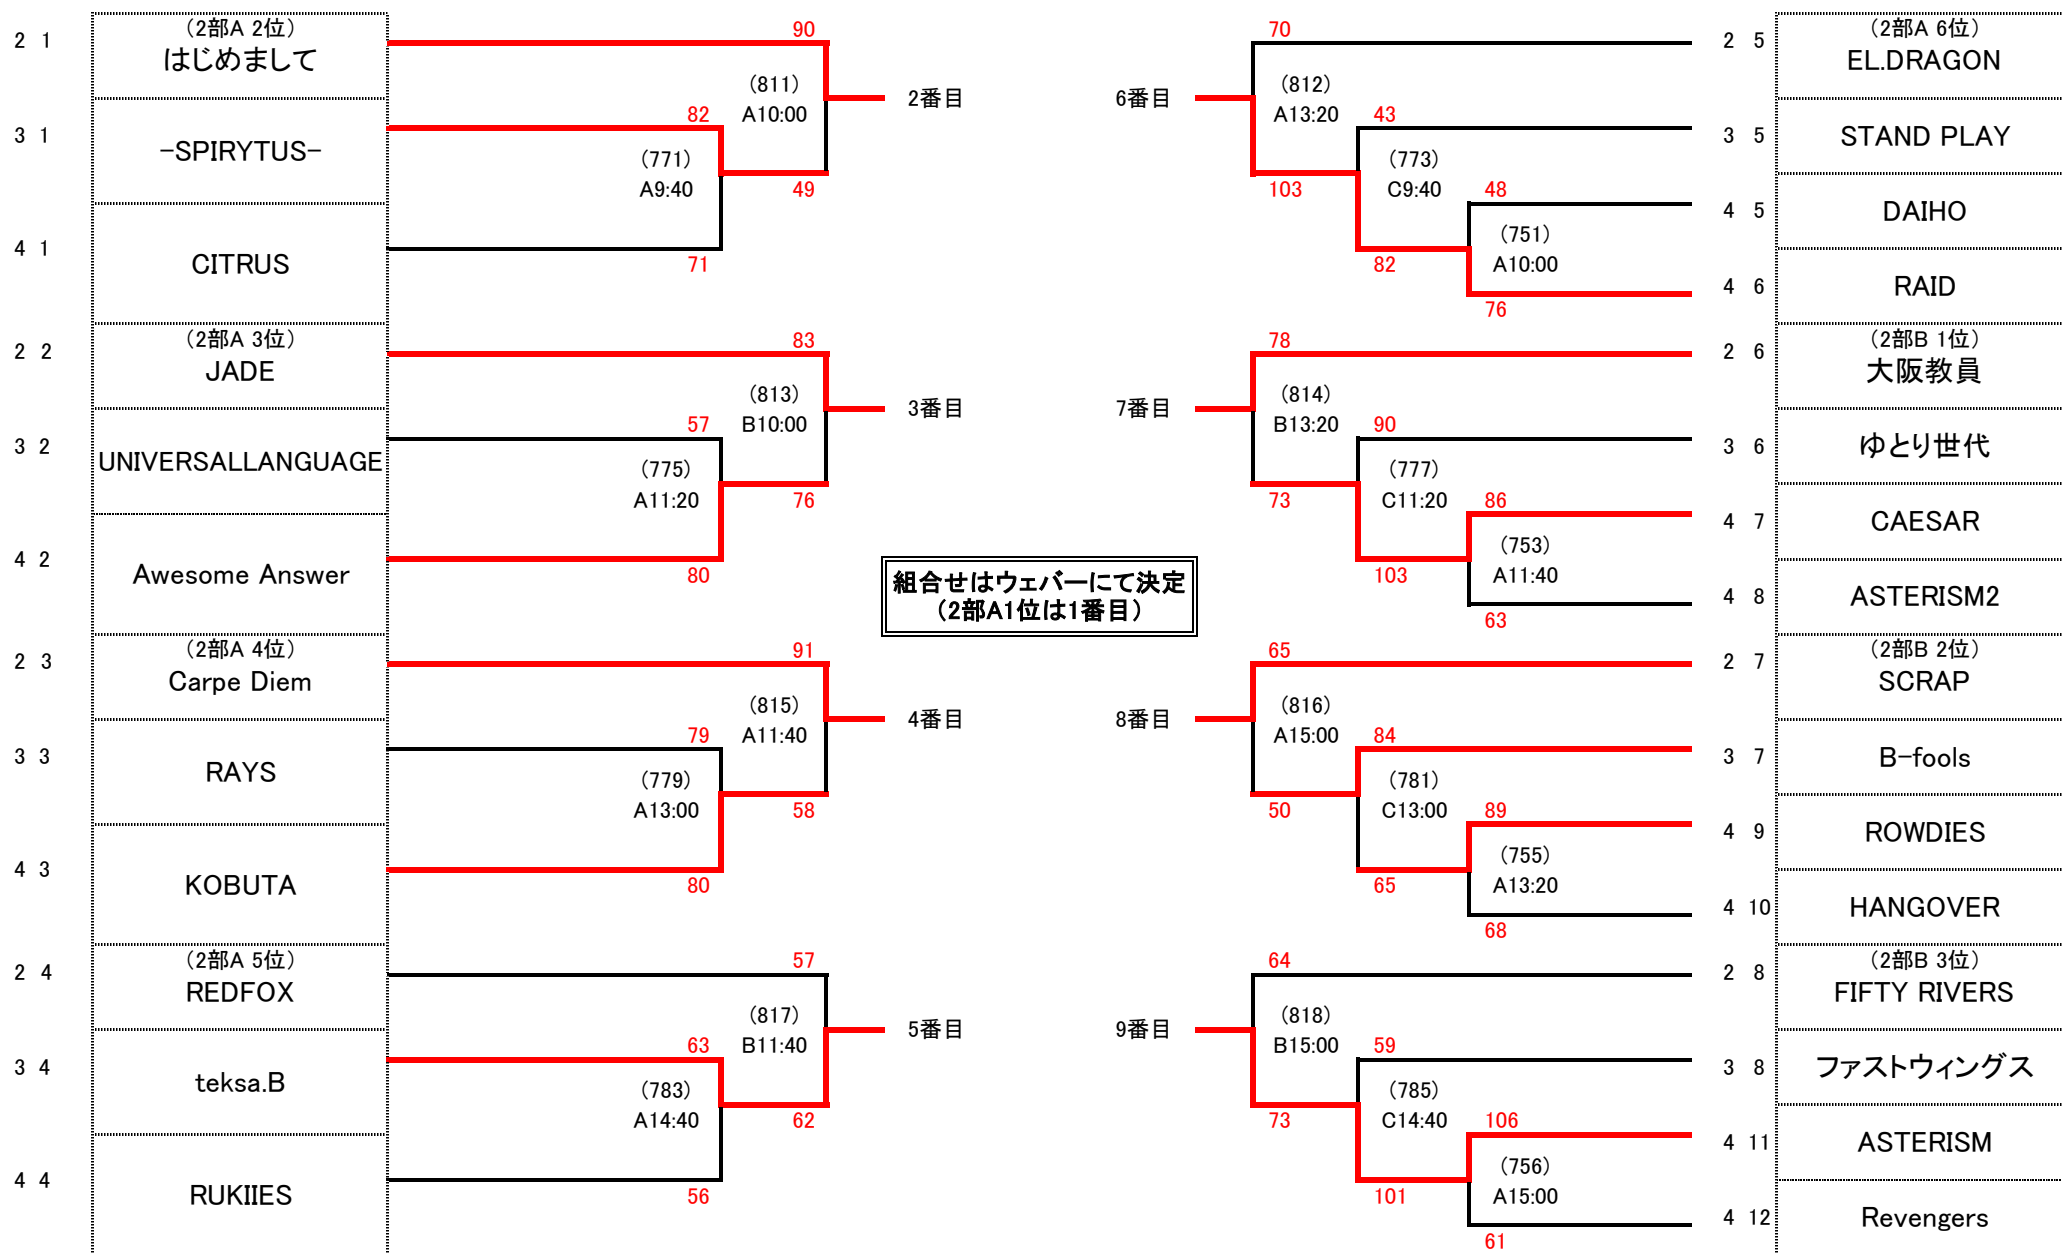 2 1
(2部A 2位)
はじめまして
90
(811)
A10:00
2番目
3 1
-SPIRYTUS-
82
(771)
A9:40
49
4 1
CITRUS
71
2 2
(2部A 3位)
JADE
83
(813)
B10:00
3番目
3 2
UNIVERSALLANGUAGE
57
(775)
A11:20
76
4 2
Awesome Answer
80
2 3
(2部A 4位)
Carpe Diem
91
(815)
A11:40
4番目
3 3
RAYS
79
(779)
A13:00
58
4 3
KOBUTA
80
2 4
(2部A 5位)
REDFOX
57
(817)
B11:40
5番目
3 4
teksa.B
63
(783)
A14:40
62
4 4
RUKIIES
56
組合せはウェバーにて決定
(2部A1位は1番目)
70
2 5
(2部A 6位)
EL.DRAGON
6番目
(812)
A13:20
43
3 5
STAND PLAY
103
(773)
C9:40
48
4 5
DAIHO
82
(751)
A10:00
4 6
RAID
76
78
2 6
(2部B 1位)
大阪教員
7番目
(814)
B13:20
90
3 6
ゆとり世代
73
(777)
C11:20
86
4 7
CAESAR
103
(753)
A11:40
4 8
ASTERISM2
63
65
2 7
(2部B 2位)
SCRAP
8番目
(816)
A15:00
84
3 7
B-fools
50
(781)
C13:00
89
4 9
ROWDIES
65
(755)
A13:20
4 10
HANGOVER
68
64
2 8
(2部B 3位)
FIFTY RIVERS
9番目
(818)
B15:00
59
3 8
ファストウィングス
73
(785)
C14:40
106
4 11
ASTERISM
101
(756)
A15:00
4 12
Revengers
61